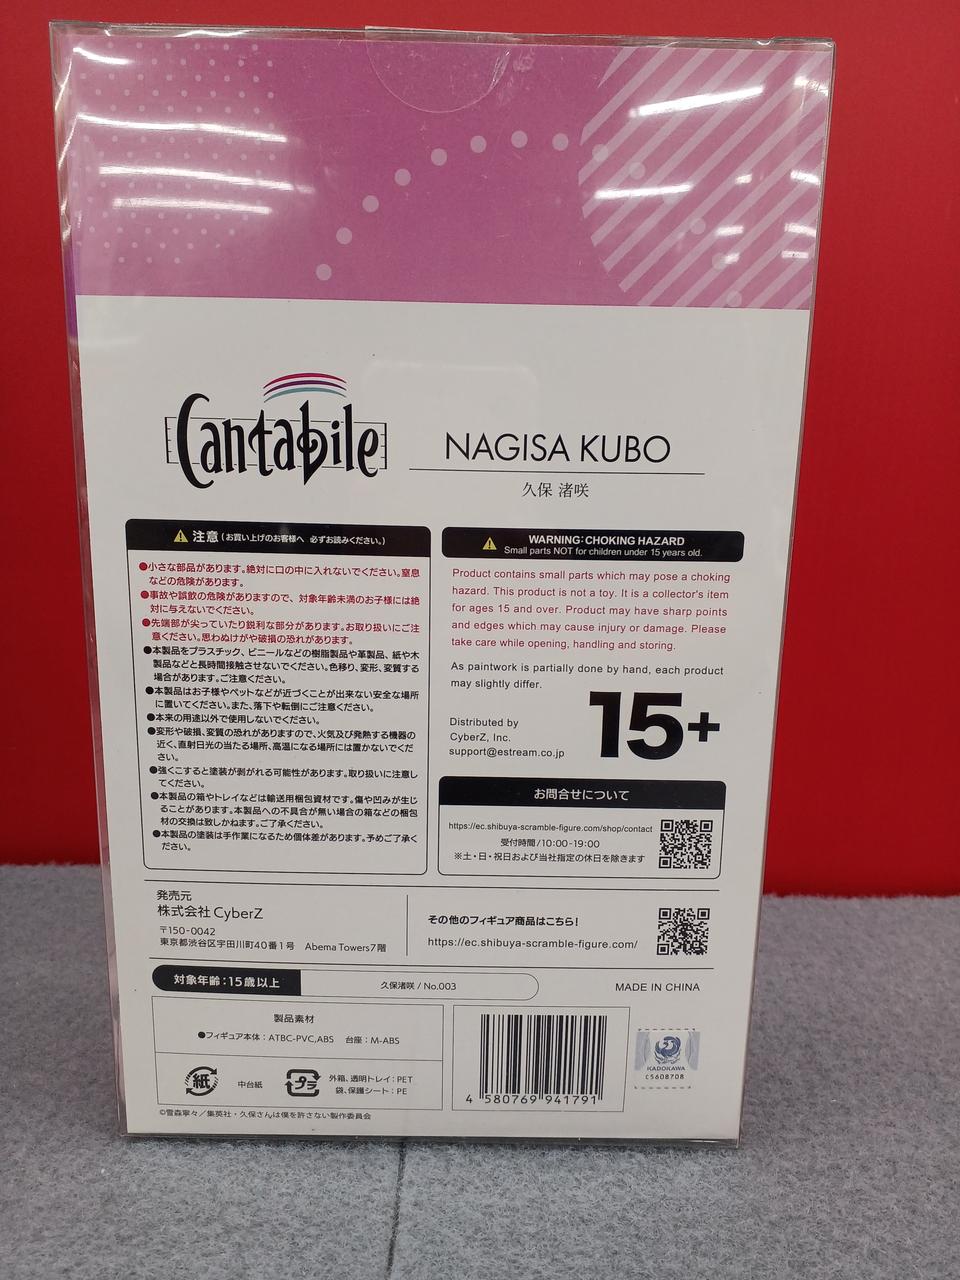 Cantabile
NAGISA KUBO
久保 渚咲
注意(お買い上げのお客様へ 必ずお読みください。)
●小さな部品があります。絶対に口の中に入れないでください。窒息
などの危険があります。
●事故や誤飲の危険がありますので、対象年齢未満のお子様には絶
対に与えないでください。
●先端部が尖っていたり鋭利な部分があります。お取り扱いにご注
意ください。思わぬけがや破損の恐れがあります。
●本製品をプラスチック、ビニールなどの樹脂製品や革製品、紙や木
製品などと長時間接触させないでください。色移り、変形、変質する
場合があります。ご注意ください。
●本製品はお子様やペットなどが近づくことが出来ない安全な場所
に置いてください。また、落下や転倒にご注意ください。
●本来の用途以外で使用しないでください。
●変形や破損、変質の恐れがありますので、火気及び発熱する機器の
近く、直射日光の当たる場所、高温になる場所には置かないでくだ
さい。
●強くこすると塗装が剥がれる可能性があります。取り扱いに注意し
てください。
●本製品の箱やトレイなどは輸送用梱包資材です。傷や凹みが生じ
ることがあります。本製品への不具合が無い場合の箱などの梱包
材の交換は致しかねます。ご了承ください。
●本製品の塗装は手作業になるため個体差があります。予めご了承く
ださい。
WARNING:CHOKING HAZARD
Small parts NOT for children under 15 years old.
Product contains small parts which may pose a choking
hazard. This product is not a toy. It is a collector's item
for ages 15 and over. Product may have sharp points
and edges which may cause injury or damage. Please
take care while opening, handling and storing.
As paintwork is partially done by hand, each product
may slightly differ.
Distributed by
CyberZ, Inc.
support@estream.co.jp
15+
お問合せについて
https://ec.shibuya-scramble-figure.com/shop/contact
受付時間/10:00-19:00
※土・日・祝日および当社指定の休日を除きます
発売元
株式会社 CyberZ
〒150-0042
東京都渋谷区宇田川町40番1号 Abema Towers7階
その他のフィギュア商品はこちら!
https://ec.shibuya-scramble-figure.com/
対象年齢:15歳以上
久保渚咲 / No.003
MADE IN CHINA
製品素材
●フィギュア本体:ATBC-PVC,ABS 台座:M-ABS
紙
中台紙
プラ
外箱、透明トレイ:PET
袋、保護シート:PE
4 580769 941791
KADOKAWA
C5608708
©雪森寧々/集英社・久保さんは僕を許さない製作委員会